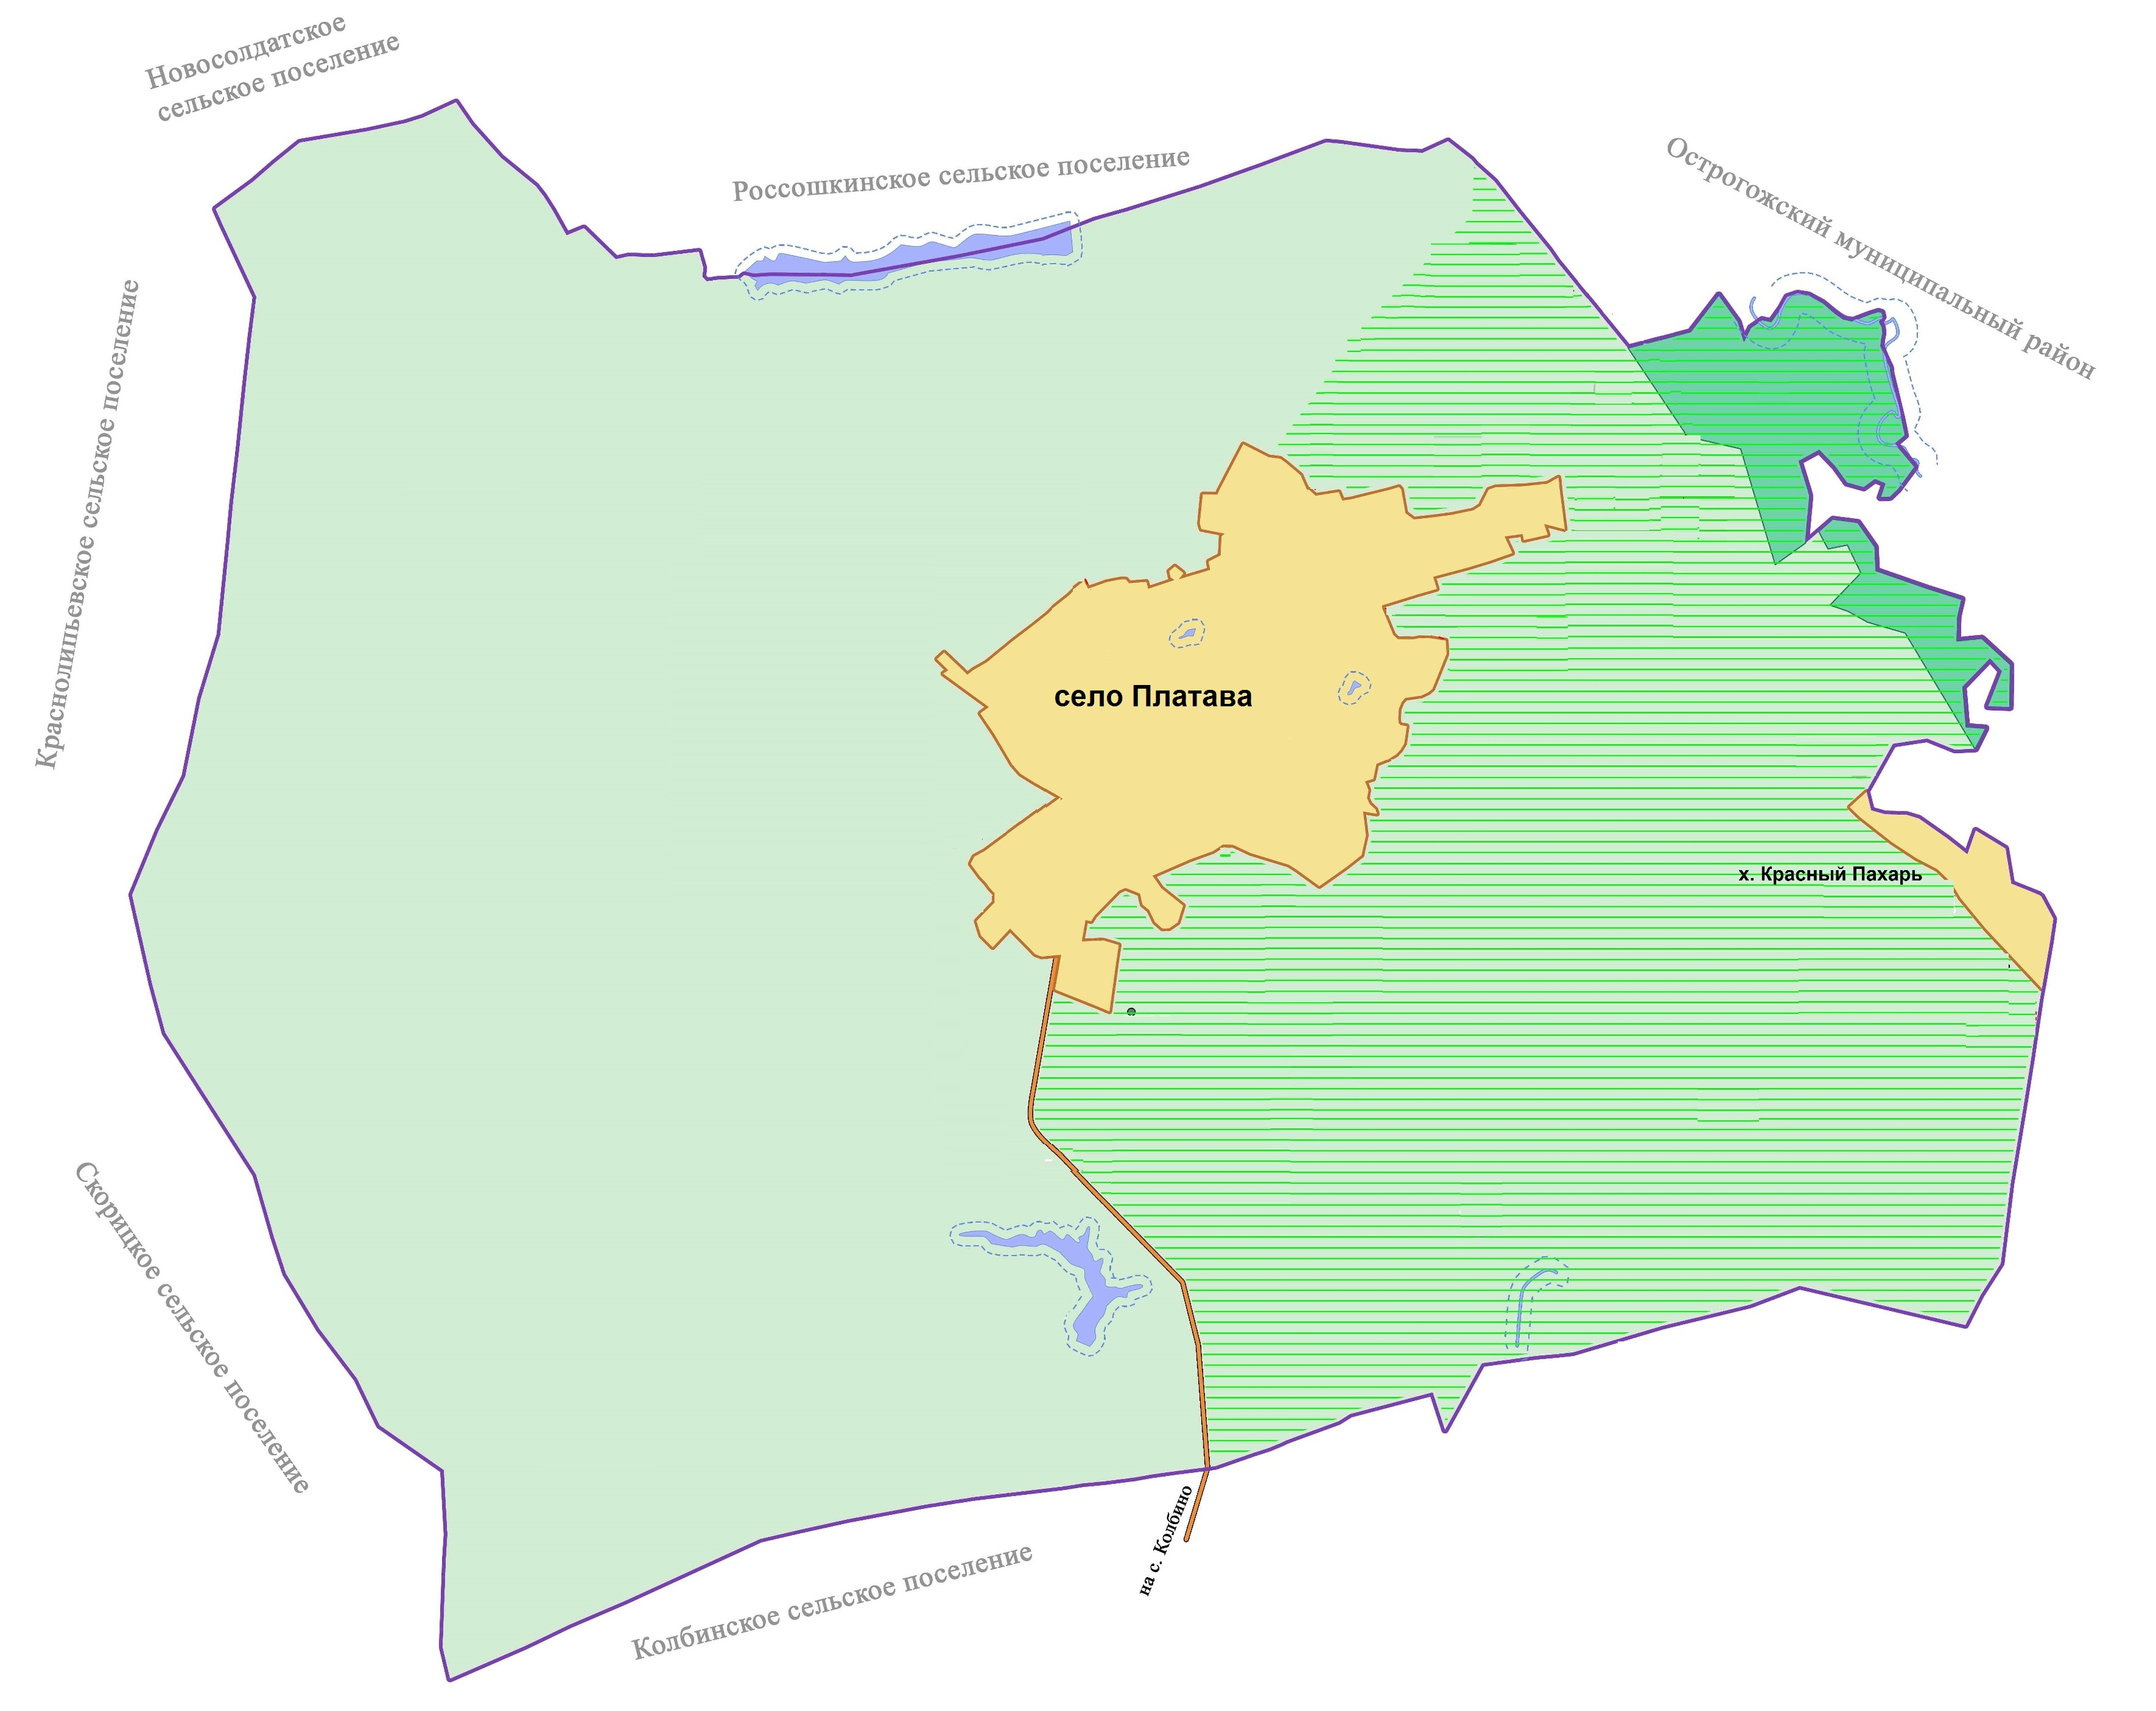 Новосолдатское
сельское поселение
Россошкинское сельское поселение
Острогожский муниципальный район
Краснолипьевское сельское поселение
село Платава
х. Красный Пахарь
Скорицкое сельское поселение
на с. Колбино
Колбинское сельское поселение